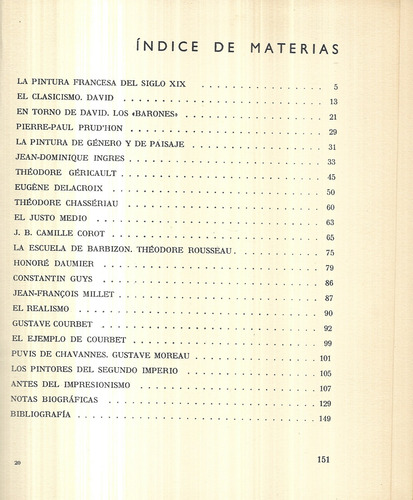 ÍNDICE DE MATERIAS
LA PINTURA FRANCESA DEL SIGLO XIX . . . . . . . . . . . . . . . . 5
EL CLASICISMO. DAVID . . . . . . . . . . . . . . . . . . . . . . . . . 13
EN TORNO DE DAVID. LOS «BARONES» . . . . . . . . . . . . . . . . 21
PIERRE-PAUL PRUD'HON . . . . . . . . . . . . . . . . . . . . . . . . 29
LA PINTURA DE GÉNERO Y DE PAISAJE . . . . . . . . . . . . . . . . 31
JEAN-DOMINIQUE INGRES . . . . . . . . . . . . . . . . . . . . . . . 33
THÉODORE GÉRICAULT . . . . . . . . . . . . . . . . . . . . . . . . . 45
EUGÈNE DELACROIX . . . . . . . . . . . . . . . . . . . . . . . . . . 50
THÉODORE CHASSÉRIAU . . . . . . . . . . . . . . . . . . . . . . . . 60
EL JUSTO MEDIO . . . . . . . . . . . . . . . . . . . . . . . . . . . . 63
J. B. CAMILLE COROT . . . . . . . . . . . . . . . . . . . . . . . . . 65
LA ESCUELA DE BARBIZON. THÉODORE ROUSSEAU . . . . . . . . . . . 75
HONORÉ DAUMIER . . . . . . . . . . . . . . . . . . . . . . . . . . . 79
CONSTANTIN GUYS . . . . . . . . . . . . . . . . . . . . . . . . . . . 86
JEAN-FRANÇOIS MILLET . . . . . . . . . . . . . . . . . . . . . . . . 87
EL REALISMO . . . . . . . . . . . . . . . . . . . . . . . . . . . . . 90
GUSTAVE COURBET . . . . . . . . . . . . . . . . . . . . . . . . . . . 92
EL EJEMPLO DE COURBET . . . . . . . . . . . . . . . . . . . . . . . 99
PUVIS DE CHAVANNES. GUSTAVE MOREAU . . . . . . . . . . . . . . . 101
LOS PINTORES DEL SEGUNDO IMPERIO . . . . . . . . . . . . . . . . 105
ANTES DEL IMPRESIONISMO . . . . . . . . . . . . . . . . . . . . . . 107
NOTAS BIOGRÁFICAS . . . . . . . . . . . . . . . . . . . . . . . . . . 129
BIBLIOGRAFÍA . . . . . . . . . . . . . . . . . . . . . . . . . . . . . 149
20 151